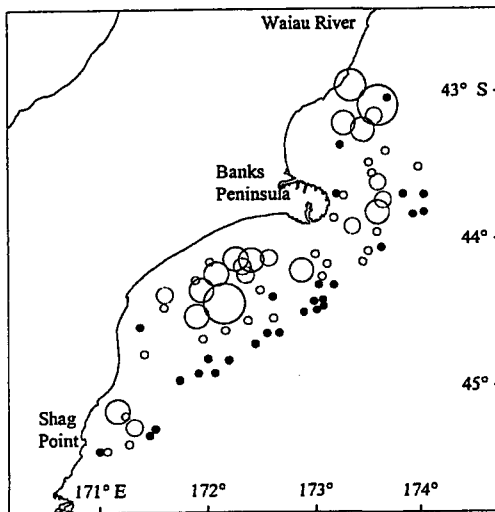 Waiau River
43° S
Banks
Peninsula
44°
45°
Shag
Point
171° E
172°
173°
174°